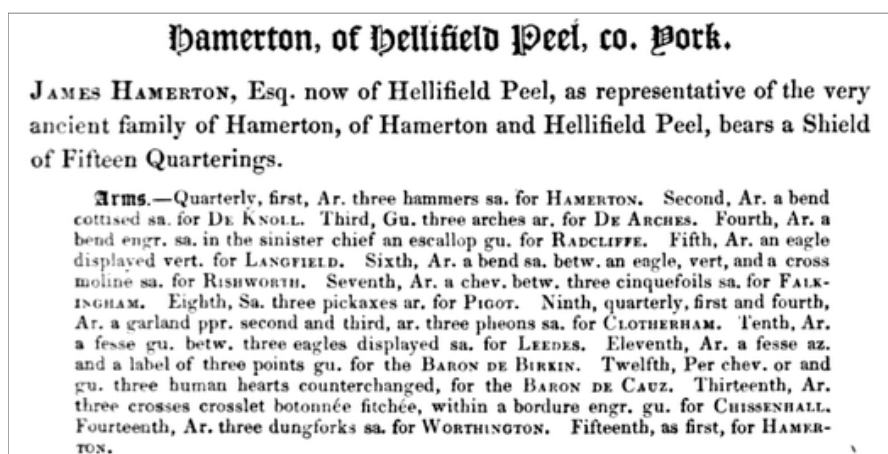 Hamerton, of Hellifield Peel, co. York.
JAMES HAMERTON, Esq. now of Hellifield Peel, as representative of the very
ancient family of Hamerton, of Hamerton and Hellifield Peel, bears a Shield
of Fifteen Quarterings.
Arms.—Quarterly, first, Ar. three hammers sa. for HAMERTON. Second, Ar. a bend
cottised sa. for DE KNOLL. Third, Gu. three arches ar. for DE ARCHES. Fourth, Ar. a
bend engr. sa. in the sinister chief an escallop gu. for RADCLIFFE. Fifth, Ar. an eagle
displayed vert. for LANGFIELD. Sixth, Ar. a bend sa. betw. an eagle, vert, and a cross
moline sa. for RISHWORTH. Seventh, Ar. a chev. betw. three cinquefoils sa. for FALK-
INGHAM. Eighth, Sa. three pickaxes ar. for PIGOT. Ninth, quarterly, first and fourth,
Ar. a garland ppr. second and third, ar. three pheons sa. for CLOTHERHAM. Tenth, Ar.
a fesse gu. betw. three eagles displayed sa. for LEEDES. Eleventh, Ar. a fesse az.
and a label of three points gu. for the BARON DE BIRKIN. Twelfth, Per chev. or and
gu. three human hearts counterchanged, for the BARON DE CAUZ. Thirteenth, Ar.
three crosses crosslet botonnée fitchée, within a bordure engr. gu. for CHISSENHALL.
Fourteenth, Ar. three dungforks sa. for WORTHINGTON. Fifteenth, as first, for HAMER-
TON.